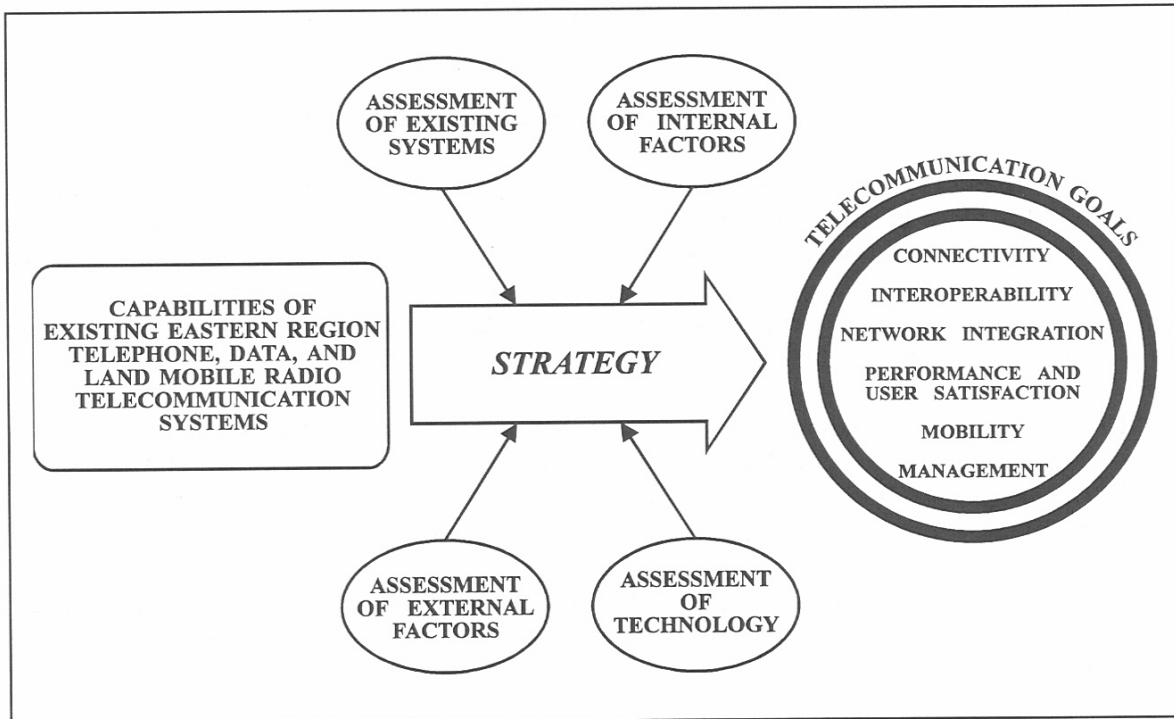 ASSESSMENT
OF EXISTING
SYSTEMS
ASSESSMENT
OF INTERNAL
FACTORS
CAPABILITIES OF
EXISTING EASTERN REGION
TELEPHONE, DATA, AND
LAND MOBILE RADIO
TELECOMMUNICATION
SYSTEMS
STRATEGY
TELECOMMUNICATION GOALS
CONNECTIVITY
INTEROPERABILITY
NETWORK INTEGRATION
PERFORMANCE AND
USER SATISFACTION
MOBILITY
MANAGEMENT
ASSESSMENT
OF EXTERNAL
FACTORS
ASSESSMENT
OF
TECHNOLOGY